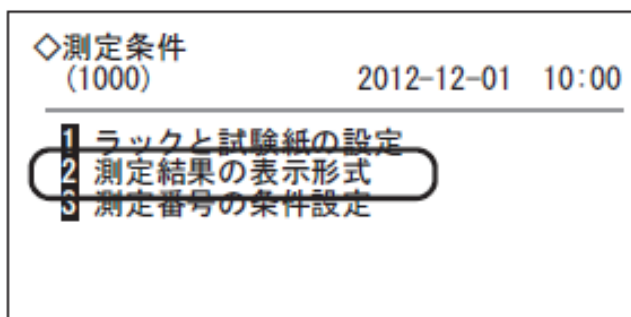 ◇測定条件
(1000) 2012-12-01 10:00
1 ラックと試験紙の設定
2 測定結果の表示形式
3 測定番号の条件設定